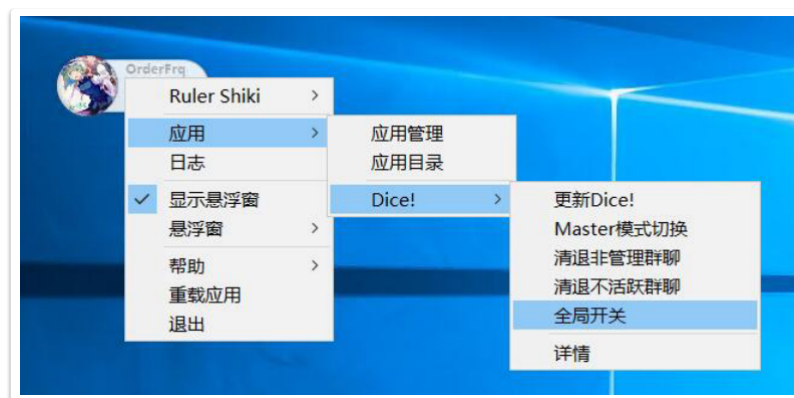 OrderFrq
Ruler Shiki
应用
日志
显示悬浮窗
悬浮窗
帮助
重载应用
退出
应用管理
应用目录
Dice!
更新Dice!
Master模式切换
清退非管理群聊
清退不活跃群聊
全局开关
详情